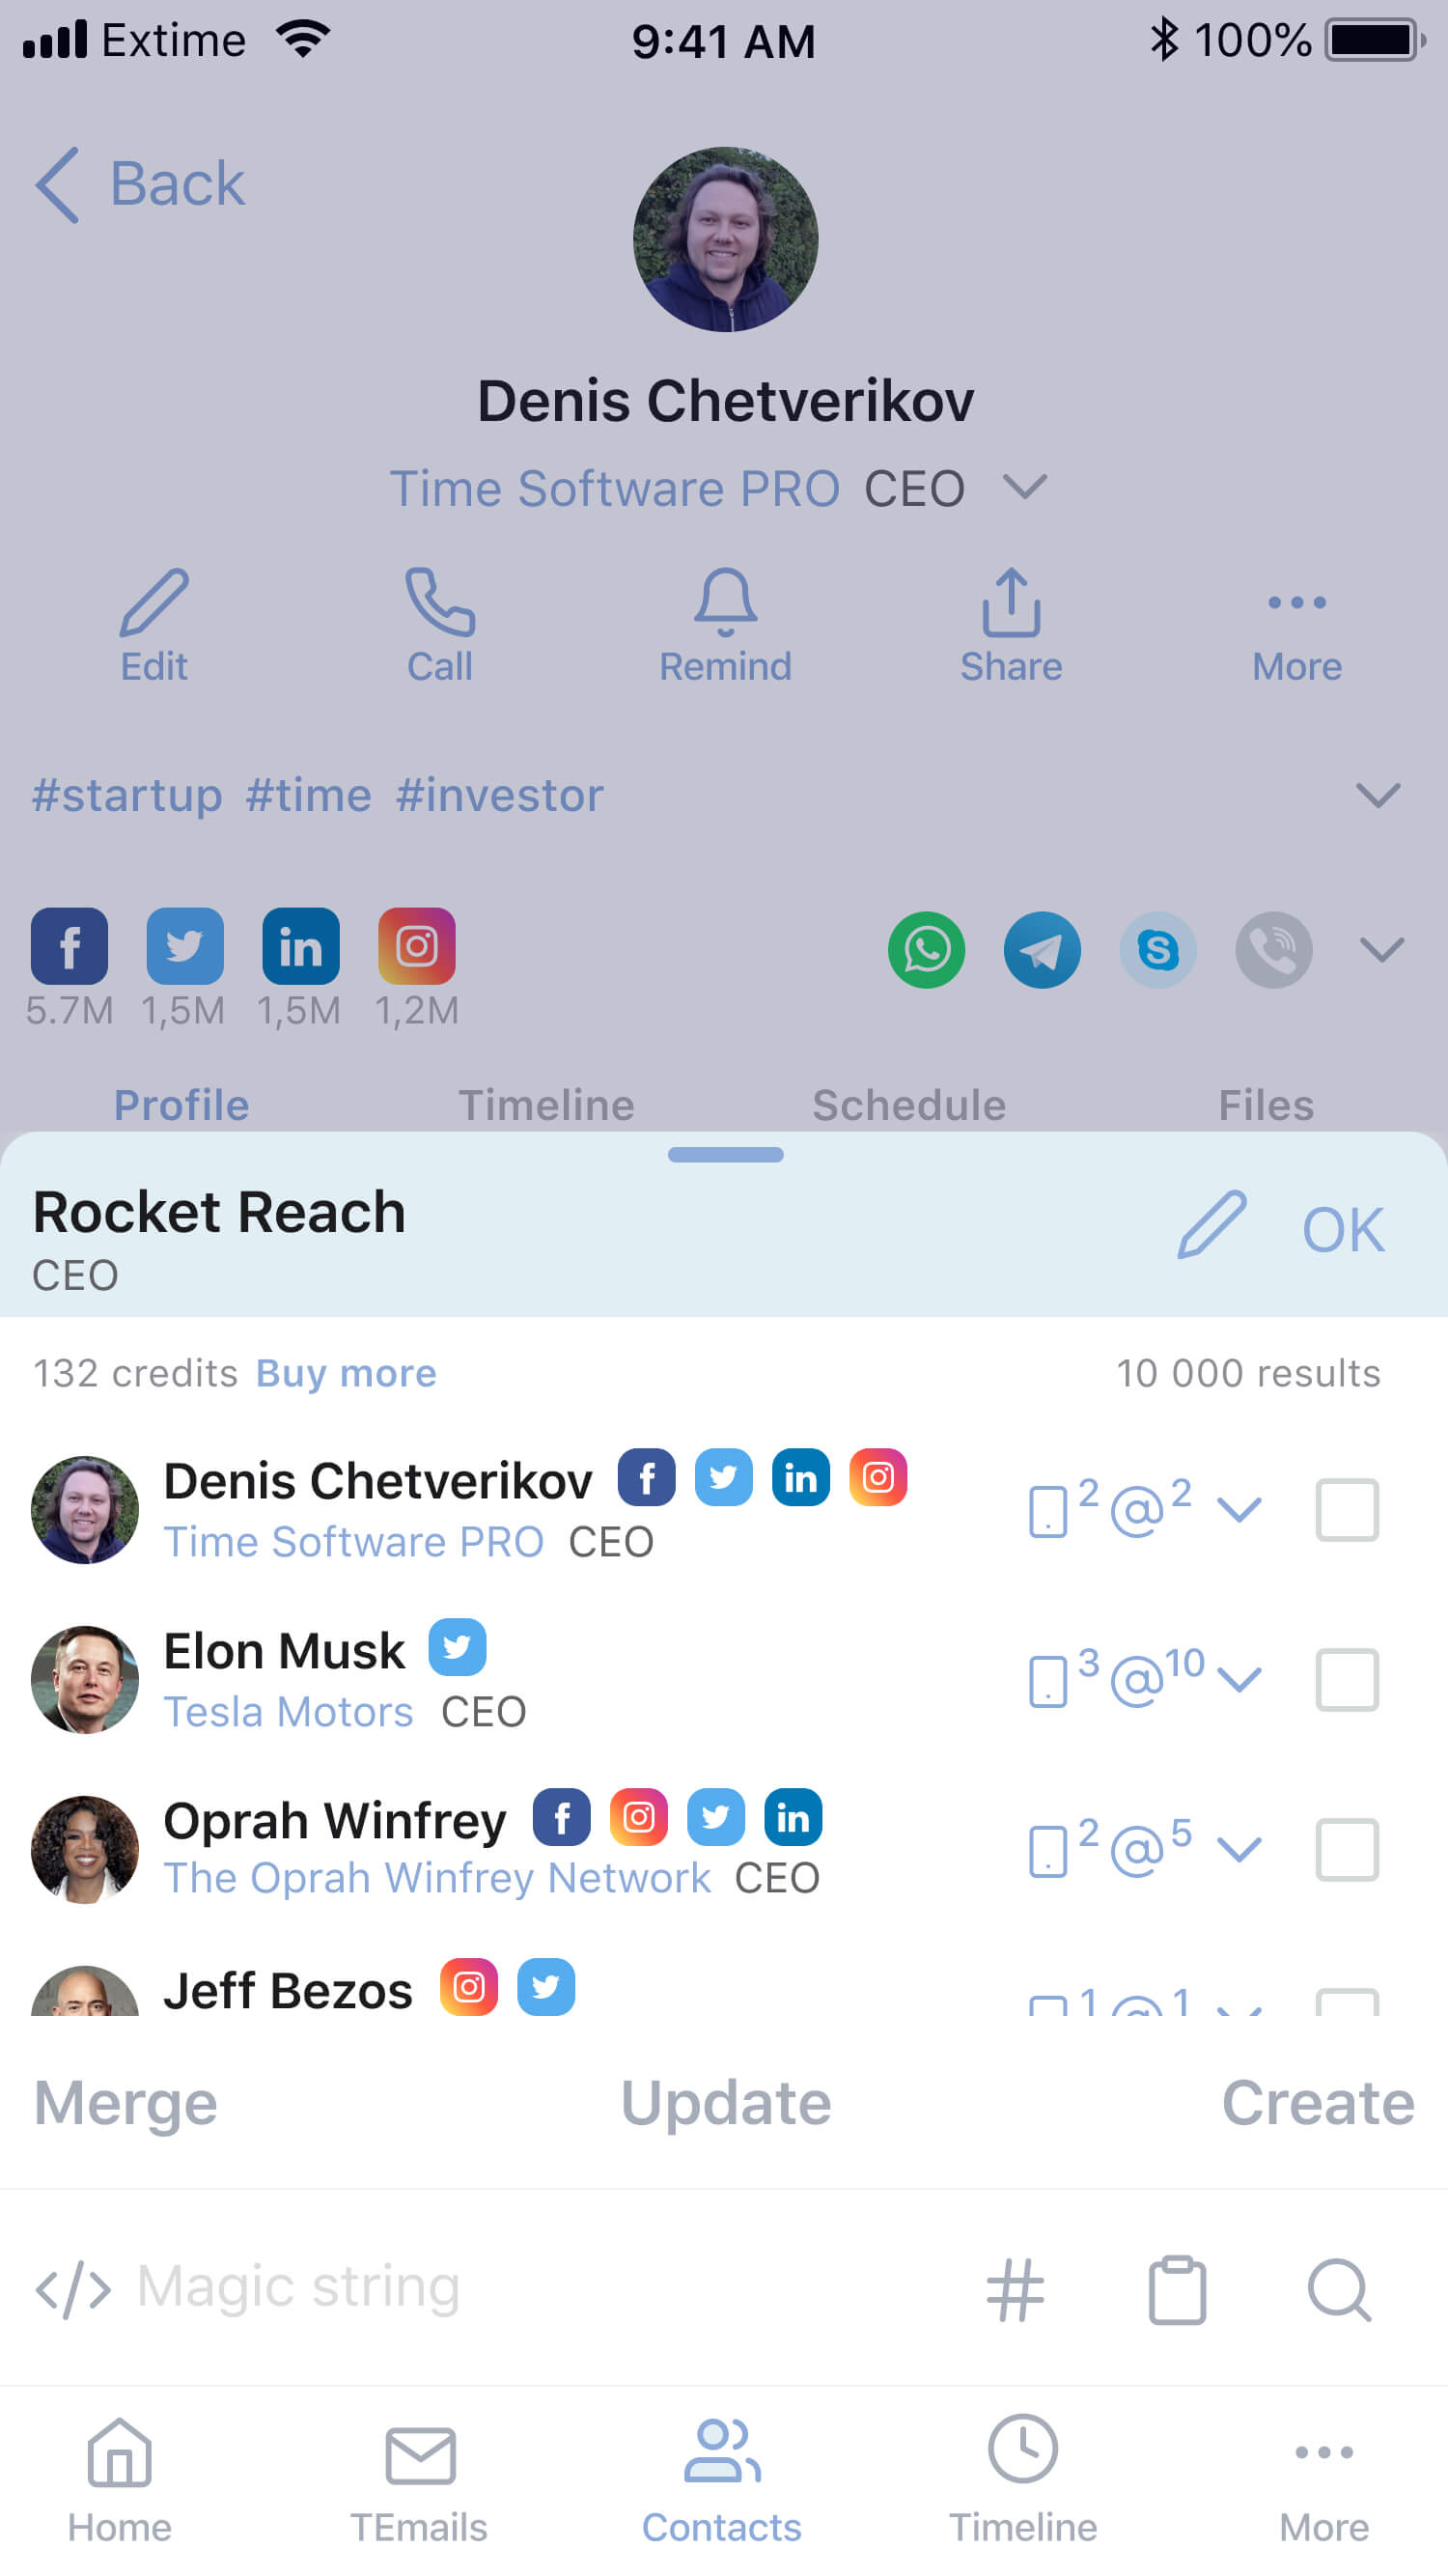 Extime 9:41 AM 100%
Back
Denis Chetverikov
Time Software PRO CEO
Edit Call Remind Share More
#startup #time #investor
5.7M 1,5M 1,5M 1,2M
Profile Timeline Schedule Files
Rocket Reach
CEO
OK
132 credits Buy more 10 000 results
Denis Chetverikov
Time Software PRO CEO
2 @ 2
Elon Musk
Tesla Motors CEO
3 @ 10
Oprah Winfrey
The Oprah Winfrey Network CEO
2 @ 5
Jeff Bezos
1 @ 1
Merge Update Create
</> Magic string #
Home TEmails Contacts Timeline More